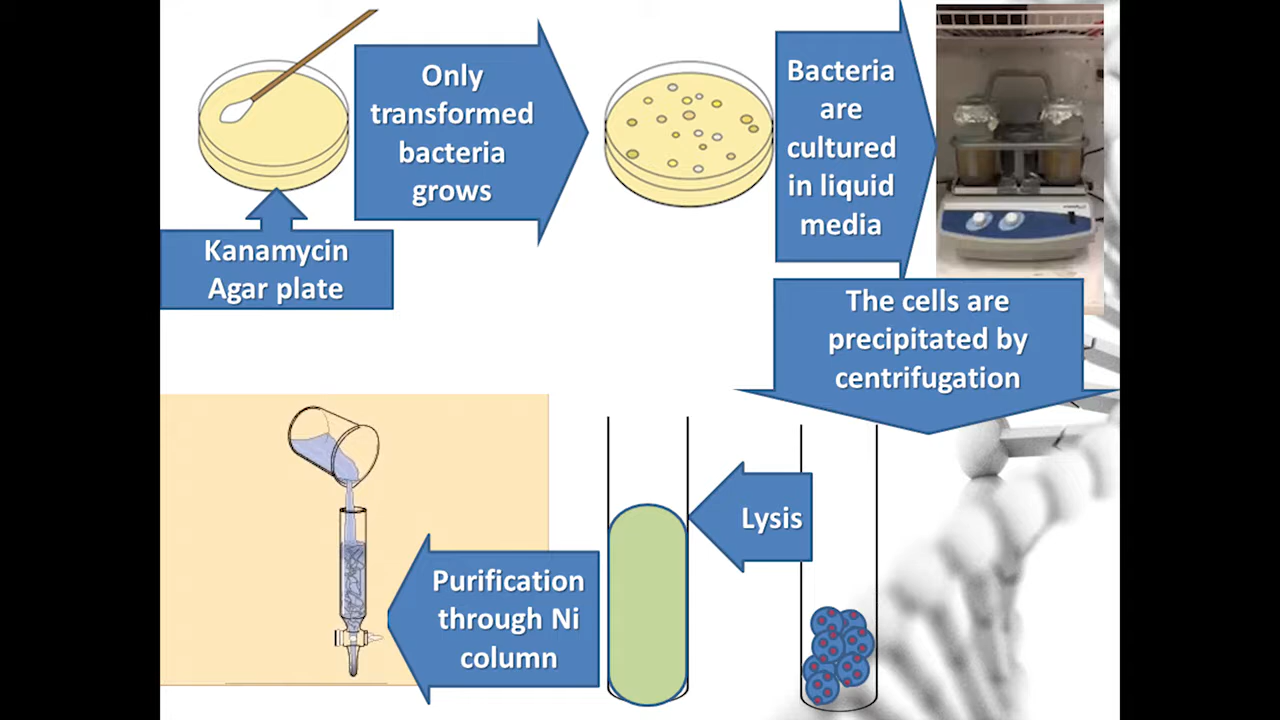 Only
transformed
bacteria
grows
Bacteria
are
cultured
in liquid
media
Kanamycin
Agar plate
The cells are
precipitated by
centrifugation
Lysis
Purification
through Ni
column